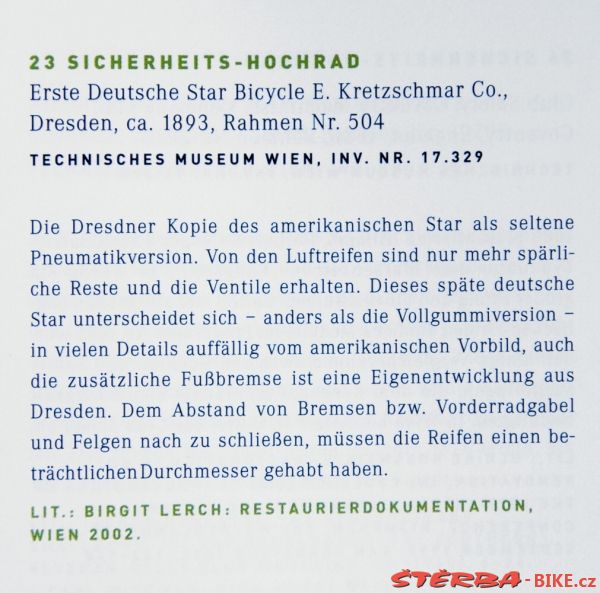 23 SICHERHEITS-HOCHRAD
Erste Deutsche Star Bicycle E. Kretzschmar Co.,
Dresden, ca. 1893, Rahmen Nr. 504
TECHNISCHES MUSEUM WIEN, INV. NR. 17.329
Die Dresdner Kopie des amerikanischen Star als seltene
Pneumatikversion. Von den Luftreifen sind nur mehr spärli-
che Reste und die Ventile erhalten. Dieses späte deutsche
Star unterscheidet sich – anders als die Vollgummiversion –
in vielen Details auffällig vom amerikanischen Vorbild, auch
die zusätzliche Fußbremse ist eine Eigenentwicklung aus
Dresden. Dem Abstand von Bremsen bzw. Vorderradgabel
und Felgen nach zu schließen, müssen die Reifen einen be-
trächtlichen Durchmesser gehabt haben.
LIT.: BIRGIT LERCH: RESTAURIERDOKUMENTATION,
WIEN 2002.
ŠTĚRBA-BIKE.cz